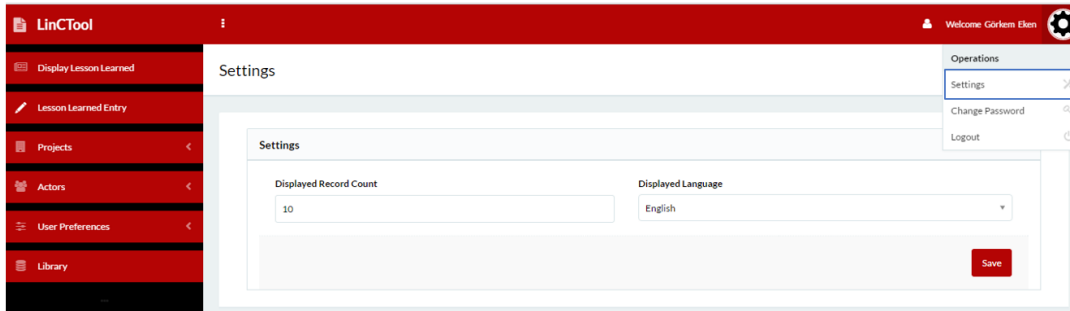 LinCTool
Welcome Görkem Eken
Display Lesson Learned
Lesson Learned Entry
Projects
Actors
User Preferences
Library
...
Settings
Operations
Settings
Change Password
Logout
Settings
Displayed Record Count
10
Displayed Language
English
Save